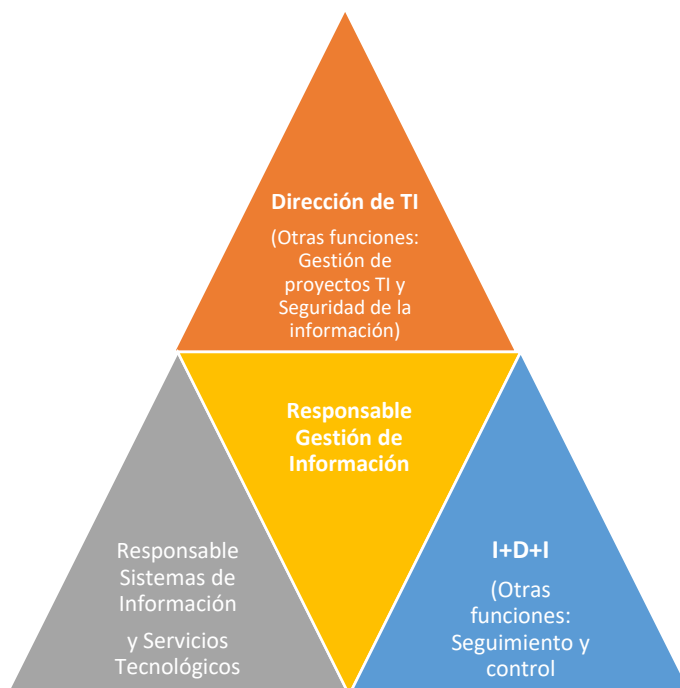 Dirección de TI
(Otras funciones:
Gestión de
proyectos TI y
Seguridad de la
información)
Responsable
Gestión de
Información
Responsable
Sistemas de
Información
y Servicios
Tecnológicos
I+D+I
(Otras
funciones:
Seguimiento y
control